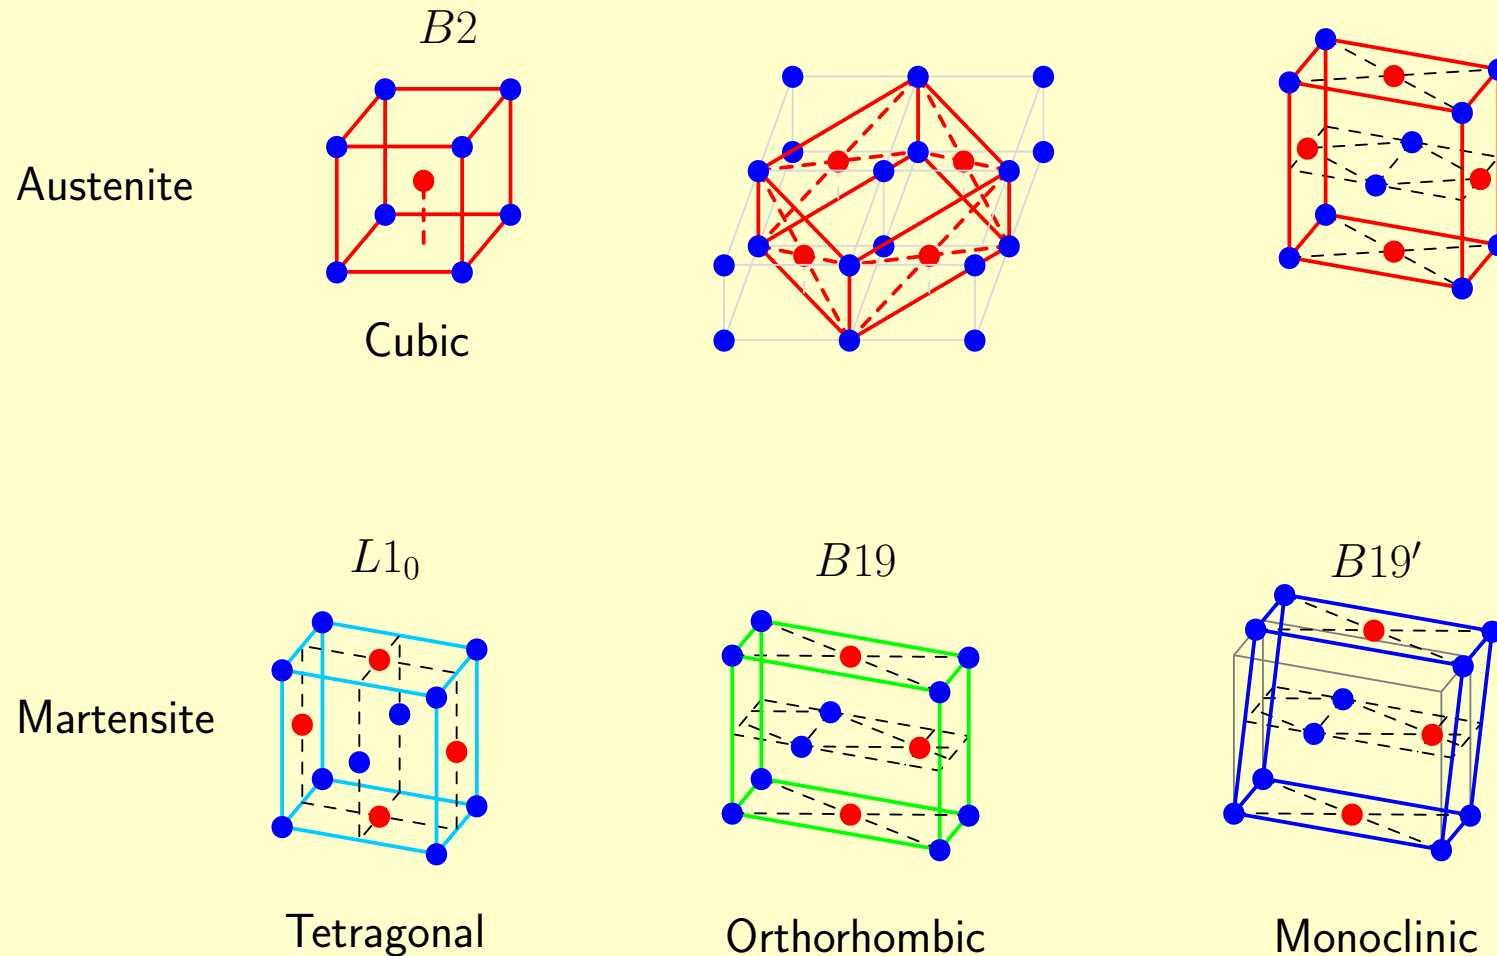 B2
Austenite
Cubic
L1₀ B19 B19′
Martensite
Tetragonal Orthorhombic Monoclinic